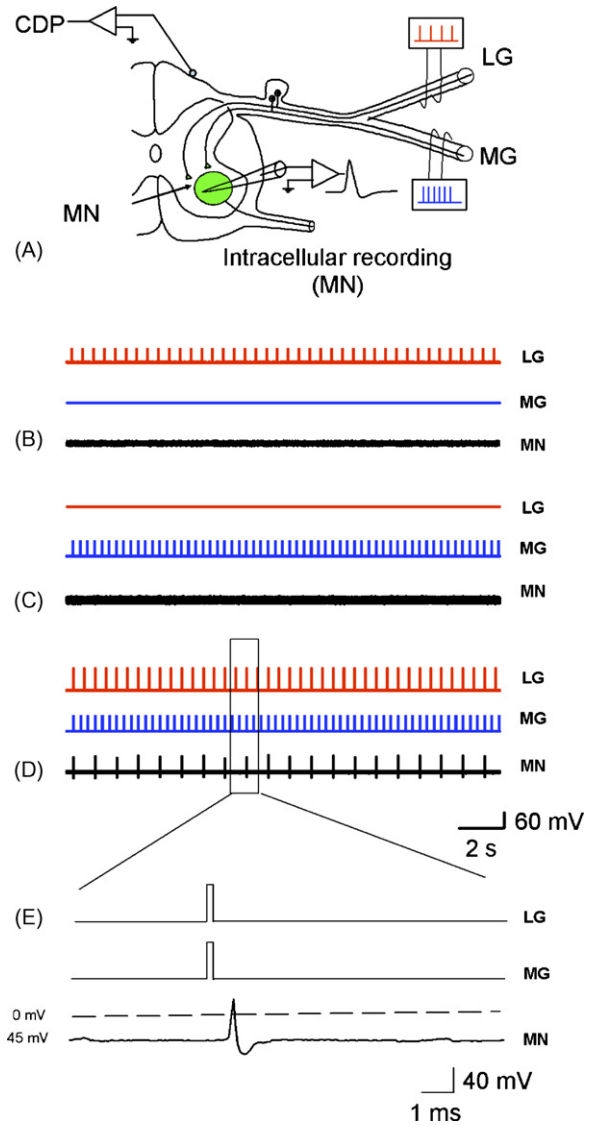 CDP
LG
MG
MN
(A)
Intracellular recording
(MN)
LG
MG
(B)
MN
LG
MG
(C)
MN
LG
MG
(D)
MN
60 mV
2 s
(E)
LG
MG
0 mV
45 mV
MN
40 mV
1 ms